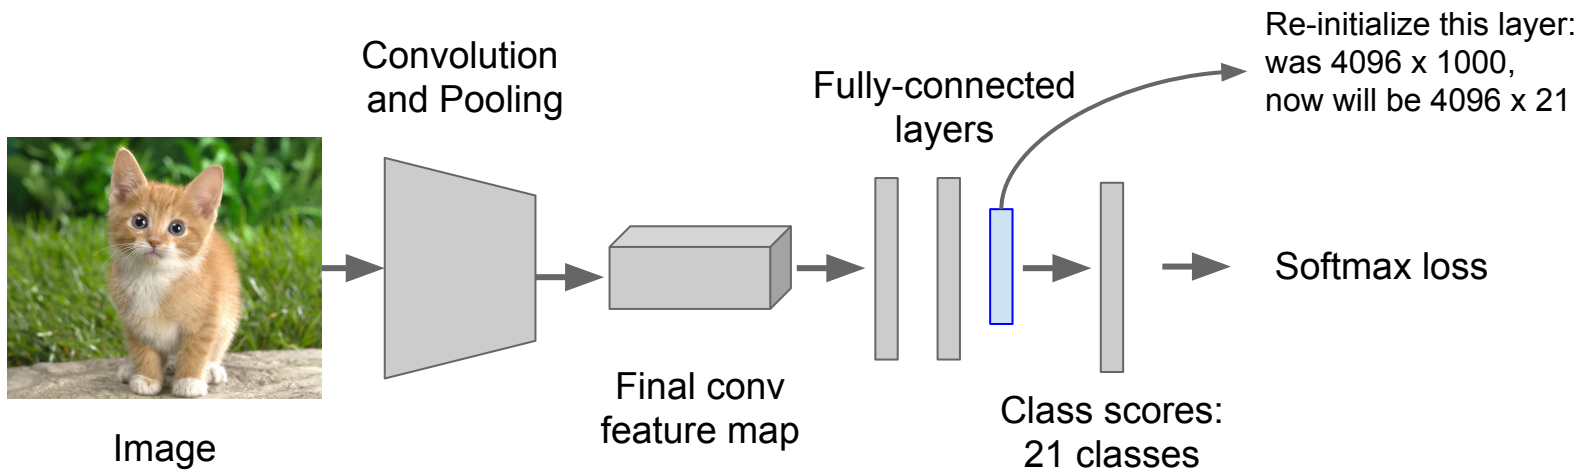 Convolution
and Pooling
Fully-connected
layers
Re-initialize this layer:
was 4096 x 1000,
now will be 4096 x 21
Softmax loss
Final conv
feature map
Class scores:
21 classes
Image